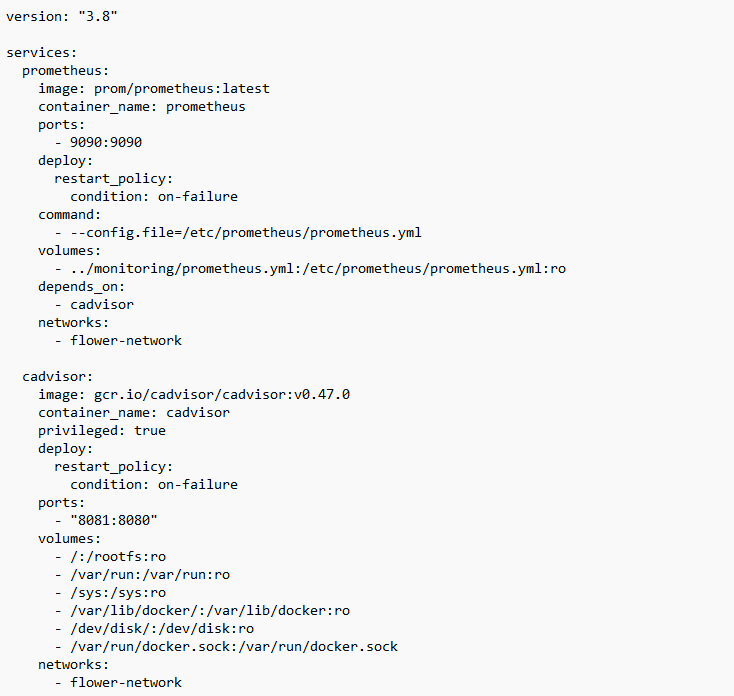 version: "3.8"

services:
  prometheus:
    image: prom/prometheus:latest
    container_name: prometheus
    ports:
      - 9090:9090
    deploy:
      restart_policy:
        condition: on-failure
    command:
      - --config.file=/etc/prometheus/prometheus.yml
    volumes:
      - ../monitoring/prometheus.yml:/etc/prometheus/prometheus.yml:ro
    depends_on:
      - cadvisor
    networks:
      - flower-network

  cadvisor:
    image: gcr.io/cadvisor/cadvisor:v0.47.0
    container_name: cadvisor
    privileged: true
    deploy:
      restart_policy:
        condition: on-failure
    ports:
      - "8081:8080"
    volumes:
      - /:/rootfs:ro
      - /var/run:/var/run:ro
      - /sys:/sys:ro
      - /var/lib/docker/:/var/lib/docker:ro
      - /dev/disk/:/dev/disk:ro
      - /var/run/docker.sock:/var/run/docker.sock
    networks:
      - flower-network